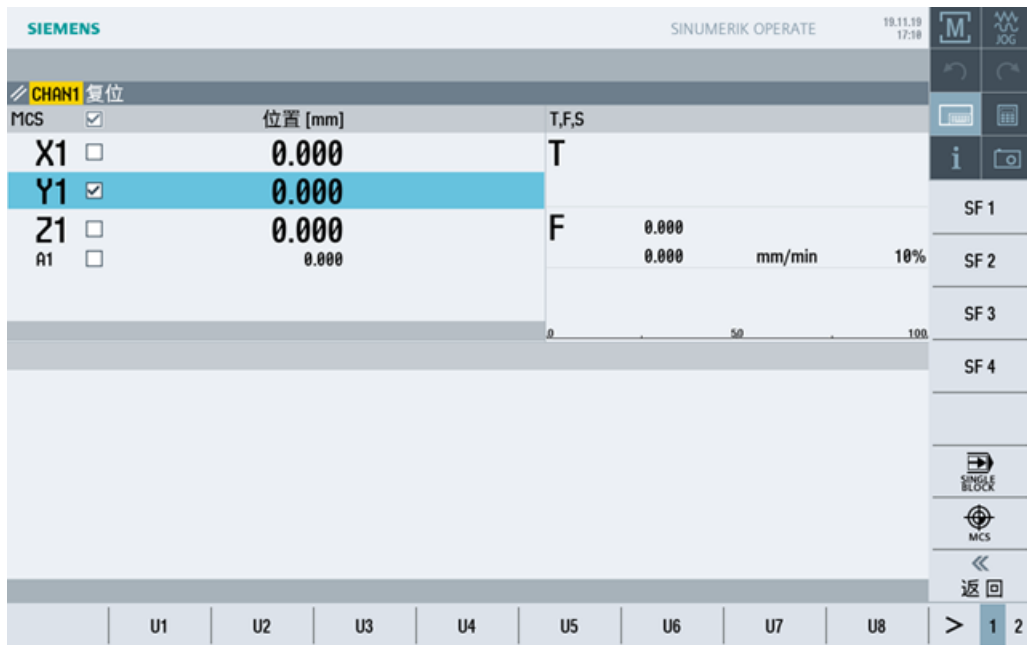 SIEMENS
SINUMERIK OPERATE
19.11.19
17:10
M
JOG
CHAN1 复位
MCS 位置 [mm] T,F,S
X1 0.000 T
Y1 0.000
Z1 0.000 F 0.000
A1 0.000 0.000 mm/min 10%
0 50 100
i
SF 1
SF 2
SF 3
SF 4
SINGLE
BLOCK
MCS
返回
U1 U2 U3 U4 U5 U6 U7 U8 > 1 2